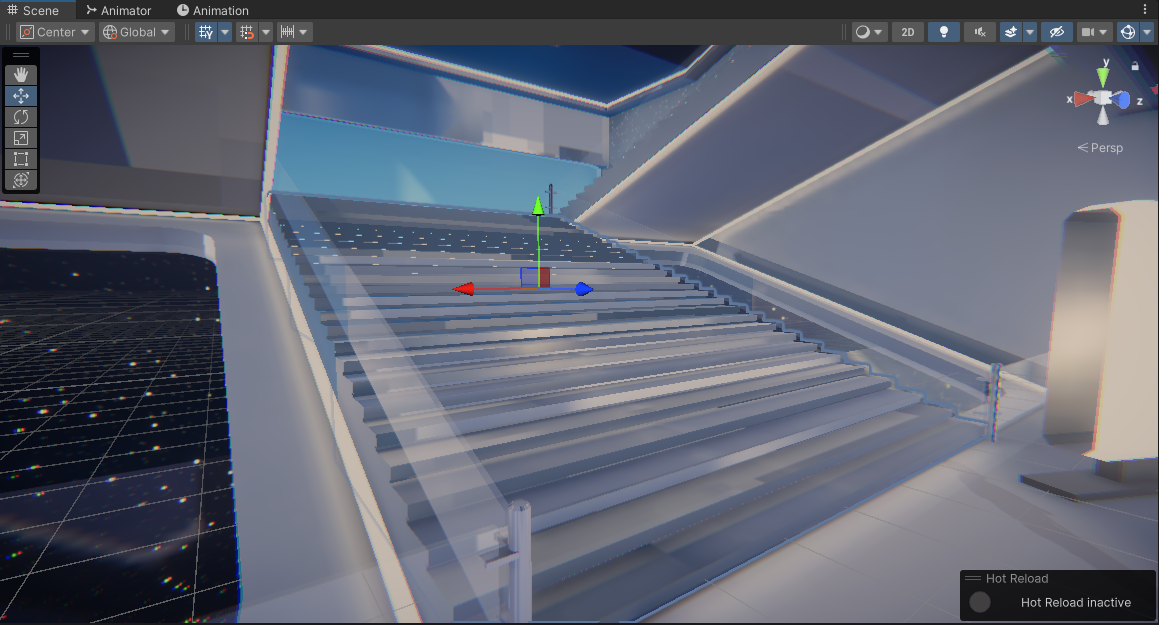 Scene Animator Animation
Center Global 2D
y
x z
Persp
Hot Reload
Hot Reload inactive